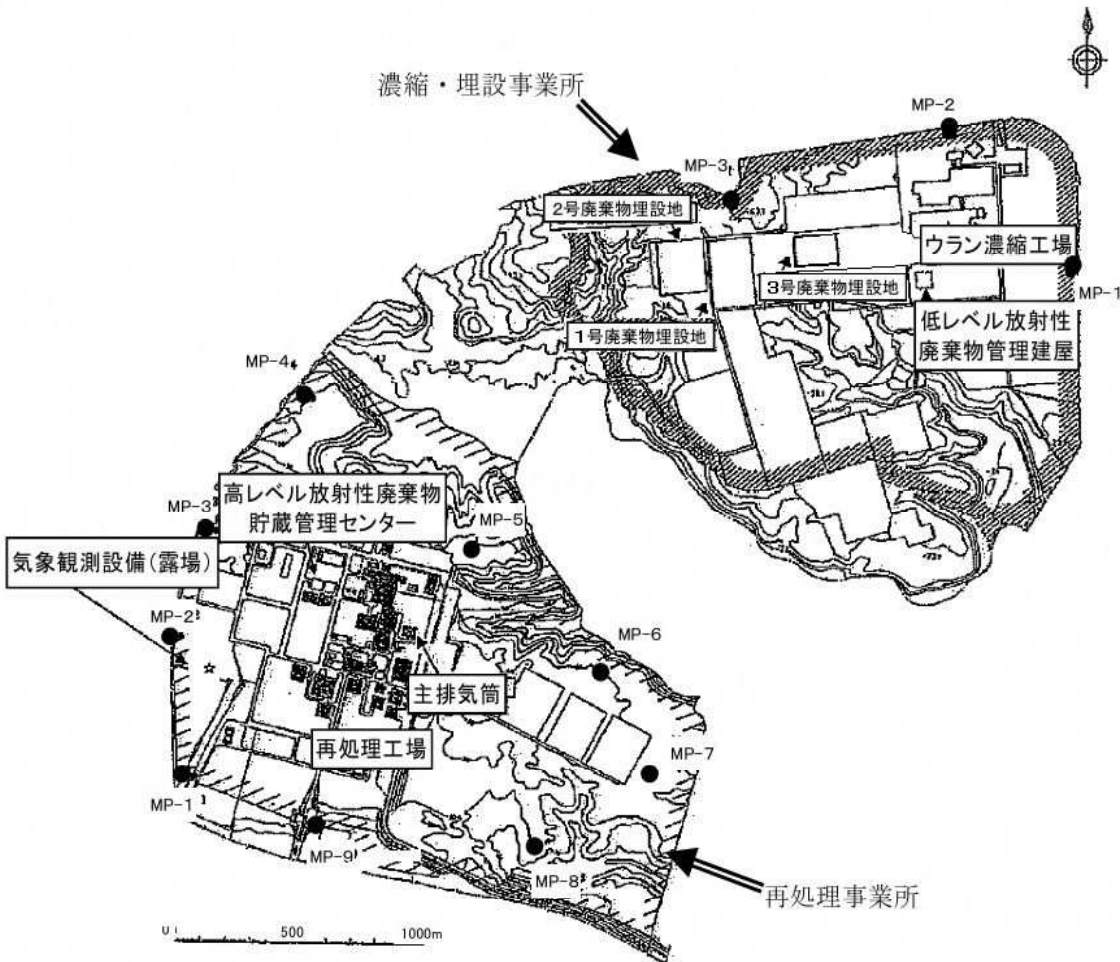 濃縮・埋設事業所
MP-2
MP-3
2号廃棄物埋設地
ウラン濃縮工場
3号廃棄物埋設地
MP-1
1号廃棄物埋設地
低レベル放射性
廃棄物管理建屋
MP-4
高レベル放射性廃棄物
貯蔵管理センター
MP-3
MP-5
気象観測設備(露場)
MP-2
MP-6
主排気筒
再処理工場
MP-7
MP-1
MP-9
MP-8
再処理事業所
0 500 1000m